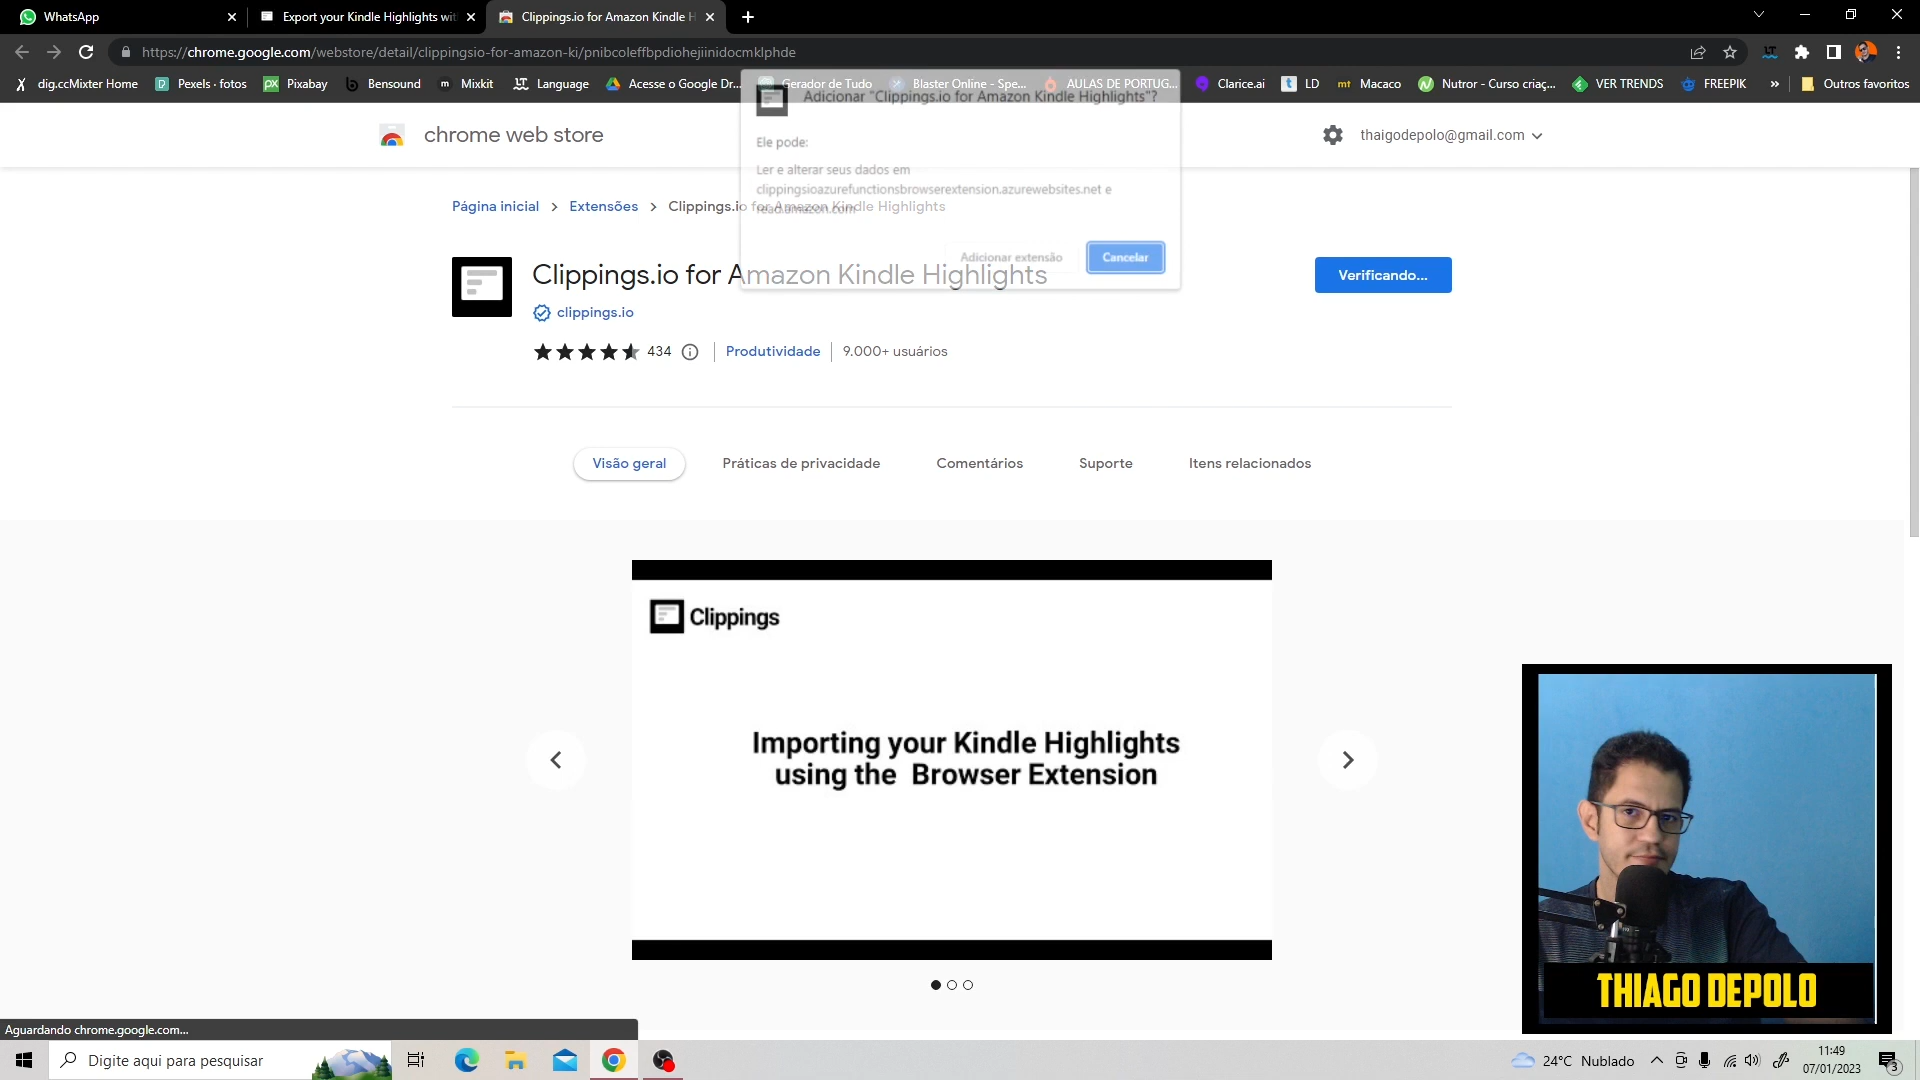 WhatsApp
Export your Kindle Highlights wit
Clippings.io for Amazon Kindle H
https://chrome.google.com/webstore/detail/clippingsio-for-amazon-ki/pnibcoleffbpdiohejiinidocmklphde
dig.ccMixter Home
Pexels · fotos
Pixabay
Bensound
Mixkit
Language
Acesse o Google Dr...
Gerador de Tudo
Blaster Online - Spe...
AULAS DE PORTUG...
Clarice.ai
LD
Macaco
Nutror - Curso criaç...
VER TRENDS
FREEPIK
»
Outros favoritos
Adicionar "Clippings.io for Amazon Kindle Highlights"?
Ele pode:
Ler e alterar seus dados em
clippingsioazurefunctionsbrowserextension.azurewebsites.net e
read.amazon.com
Adicionar extensão
Cancelar
chrome web store
thaigodepolo@gmail.com
Página inicial
Extensões
Clippings.io for Amazon Kindle Highlights
Clippings.io for Amazon Kindle Highlights
Verificando...
clippings.io
434
Produtividade
9.000+ usuários
Visão geral
Práticas de privacidade
Comentários
Suporte
Itens relacionados
Clippings
Importing your Kindle Highlights
using the Browser Extension
THIAGO DEPOLO
Aguardando chrome.google.com...
Digite aqui para pesquisar
24°C Nublado
11:49
07/01/2023
3